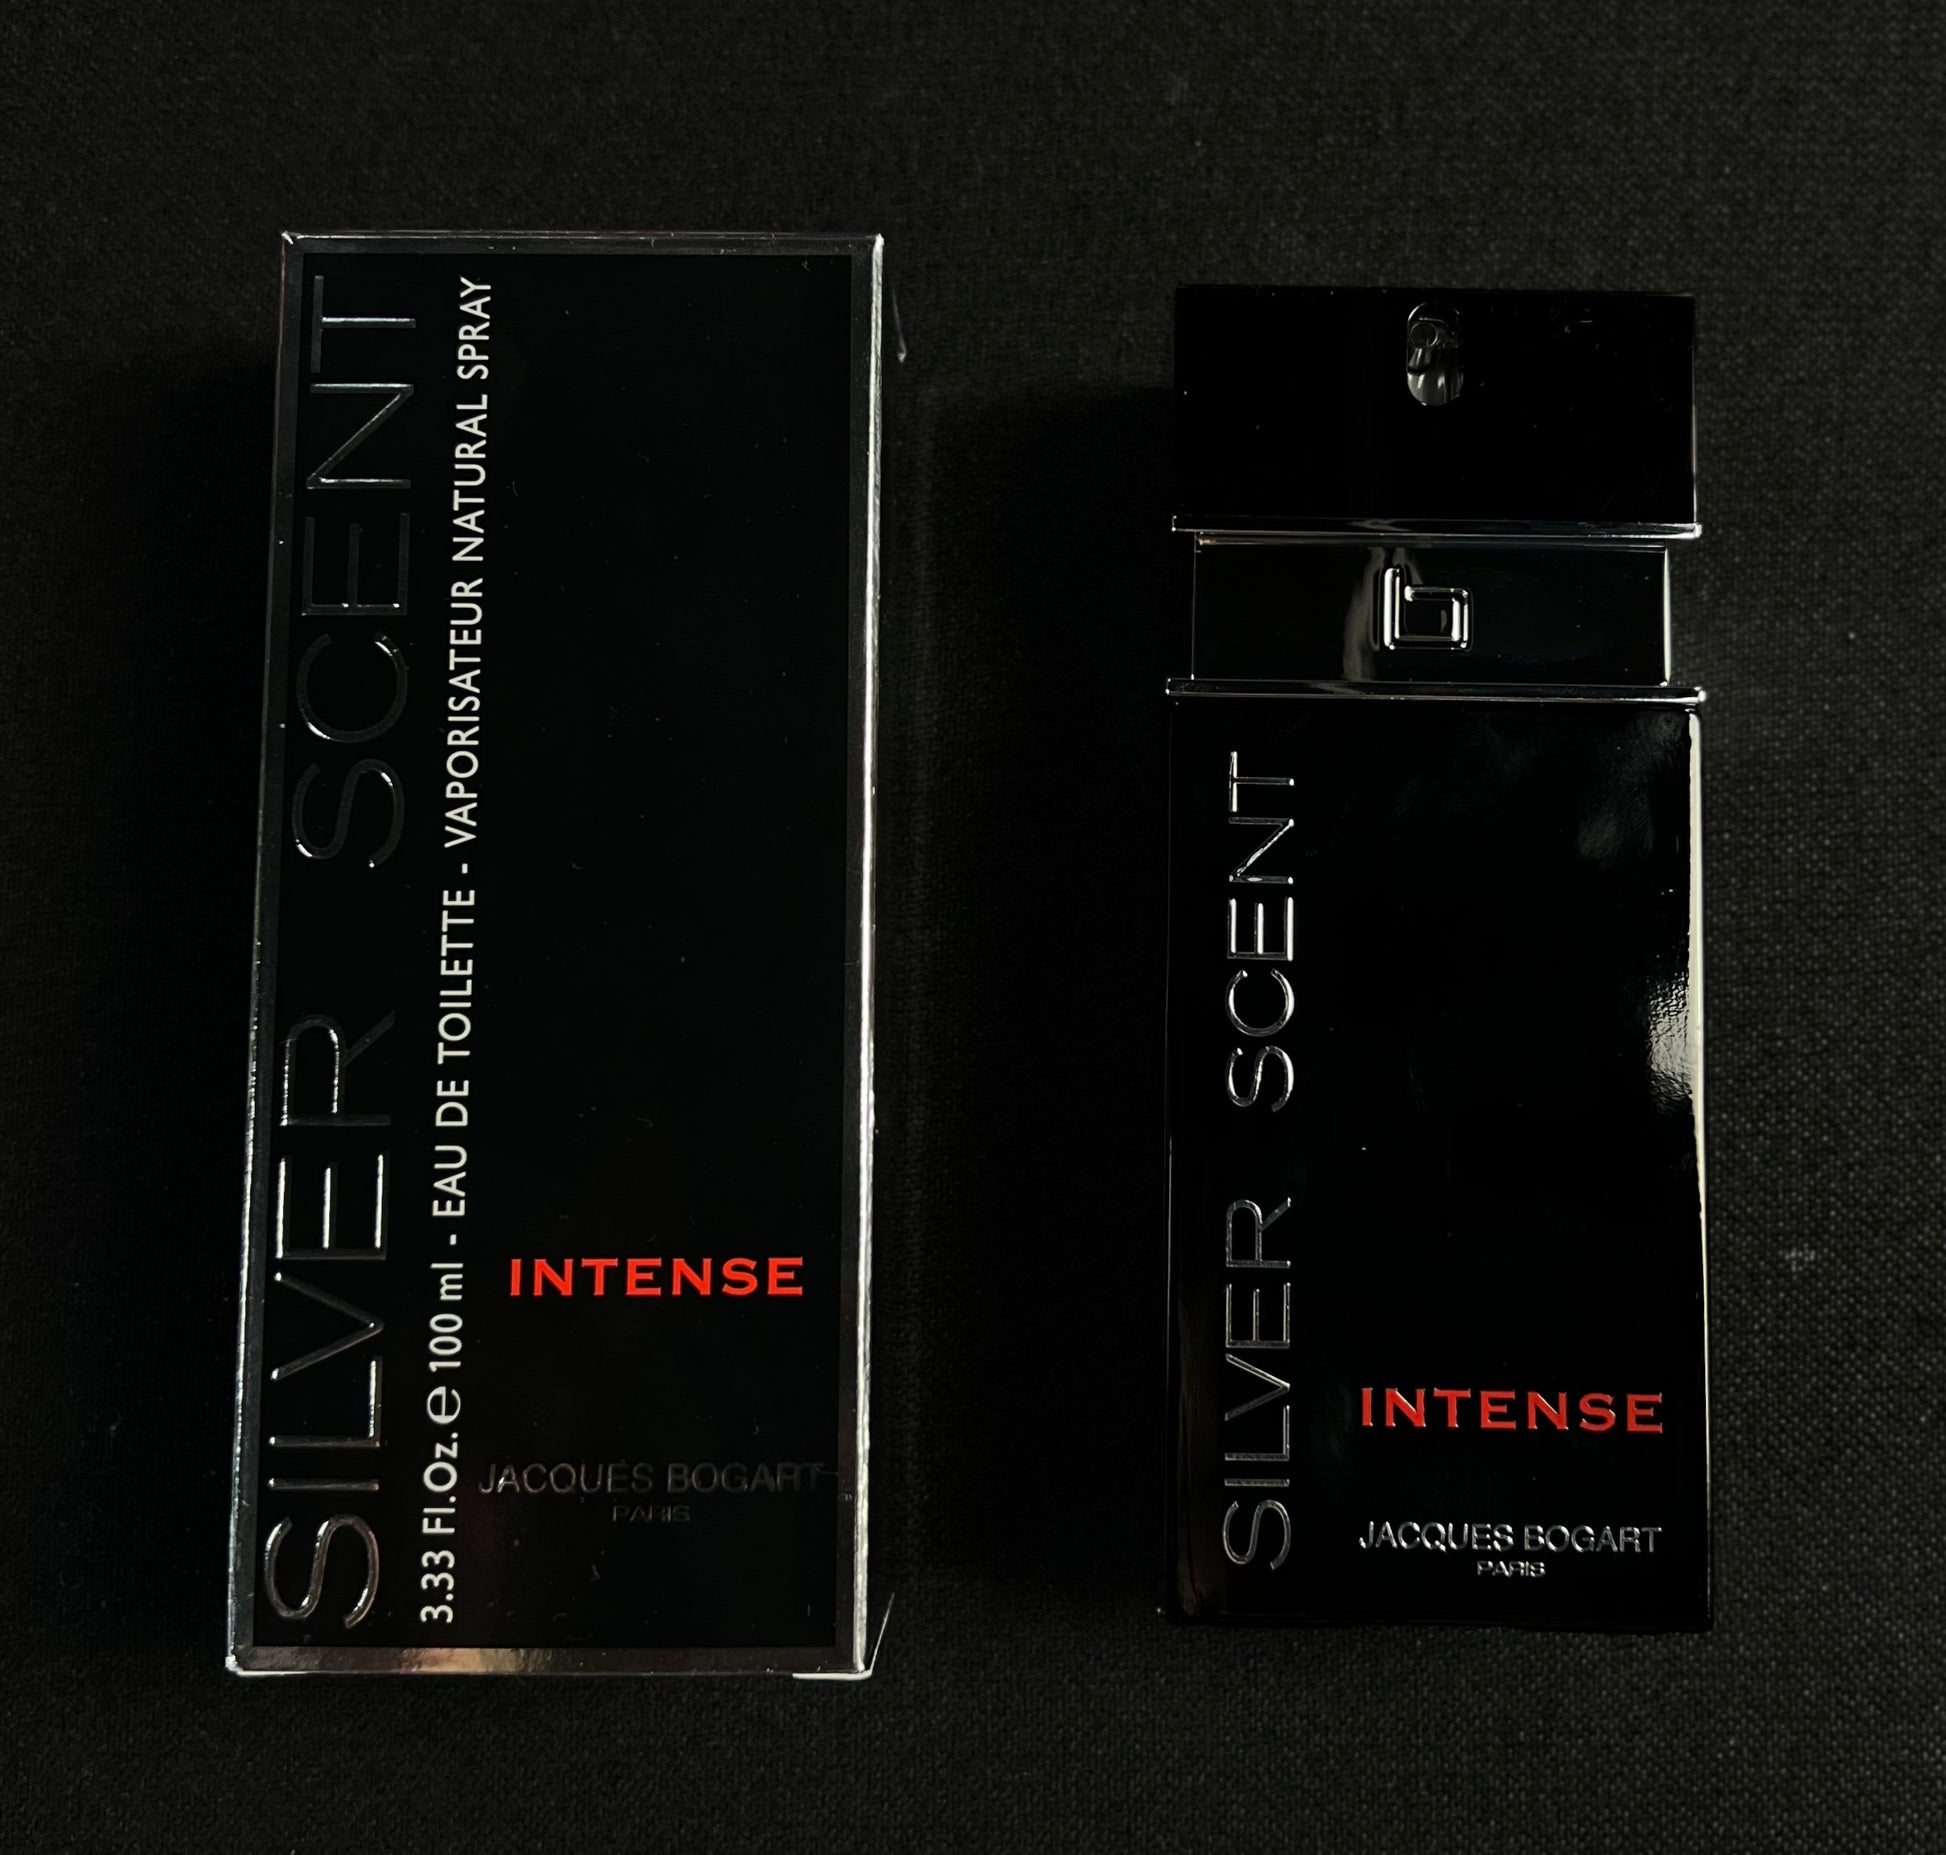 SILVER SCENT
3.33 Fl.Oz. ℮ 100 ml - EAU DE TOILETTE - VAPORISATEUR NATURAL SPRAY
INTENSE
JACQUES BOGART
PARIS
b
SILVER SCENT
INTENSE
JACQUES BOGART
PARIS